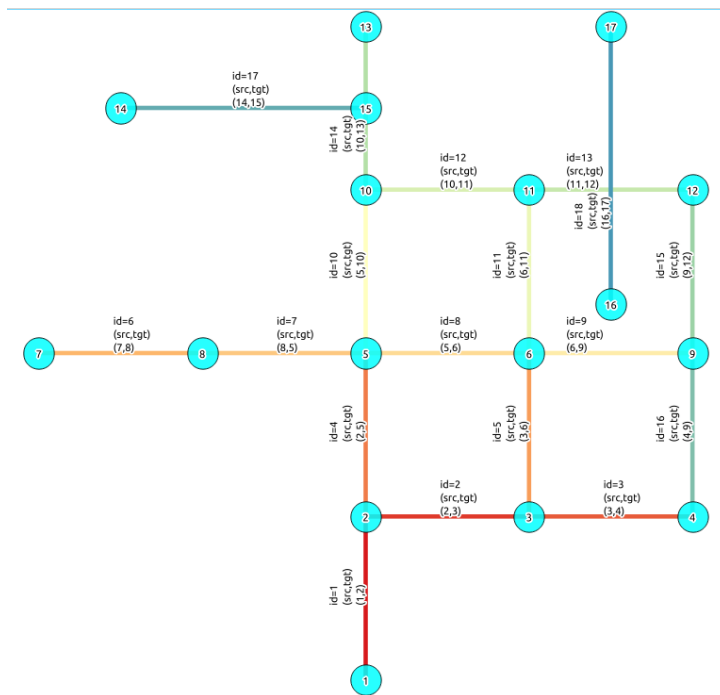 13
17
id=17
(src,tgt)
(14,15)
14
15
id=14
(src,tgt)
(10,13)
id=12
(src,tgt)
(10,11)
id=13
(src,tgt)
(11,12)
10
11
12
id=18
(src,tgt)
(16,17)
id=10
(src,tgt)
(5,10)
id=11
(src,tgt)
(6,11)
id=15
(src,tgt)
(9,12)
16
id=6
(src,tgt)
(7,8)
id=7
(src,tgt)
(8,5)
id=8
(src,tgt)
(5,6)
id=9
(src,tgt)
(6,9)
7
8
5
6
9
id=4
(src,tgt)
(2,5)
id=5
(src,tgt)
(3,6)
id=16
(src,tgt)
(4,9)
id=2
(src,tgt)
(2,3)
id=3
(src,tgt)
(3,4)
2
3
4
id=1
(src,tgt)
(1,2)
1